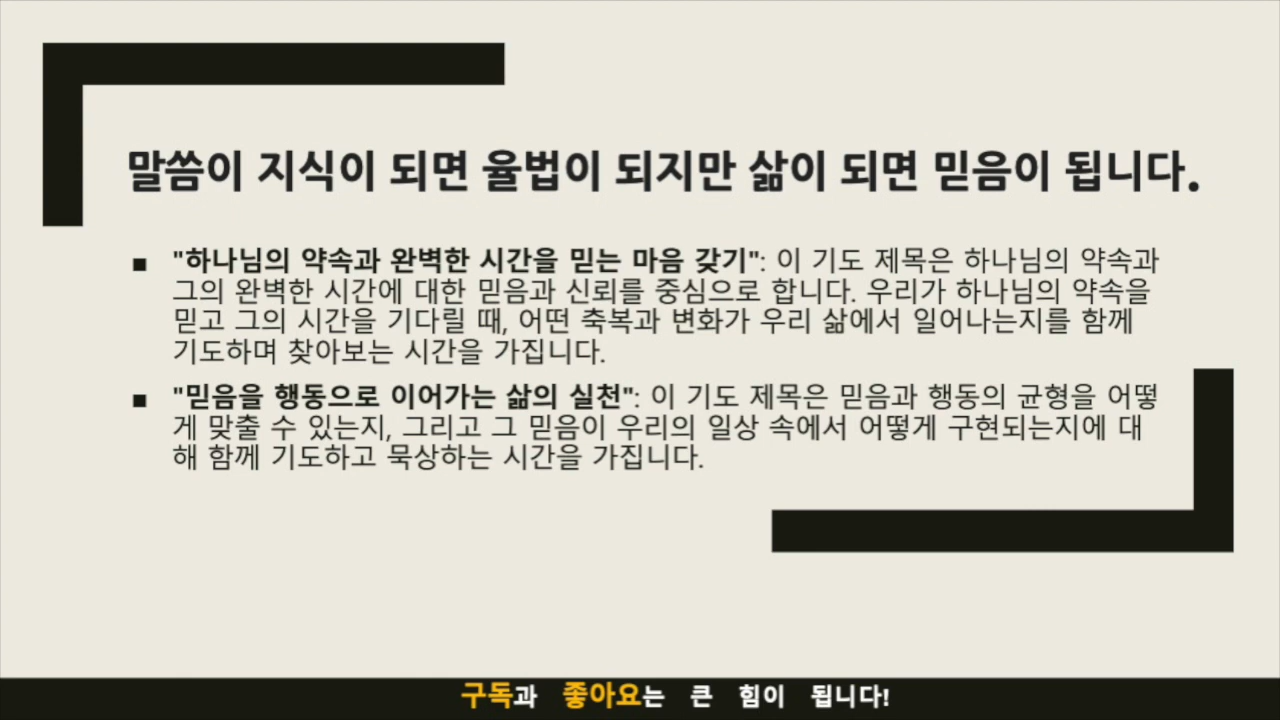 말씀이 지식이 되면 율법이 되지만 삶이 되면 믿음이 됩니다.
■ "하나님의 약속과 완벽한 시간을 믿는 마음 갖기": 이 기도 제목은 하나님의 약속과
그의 완벽한 시간에 대한 믿음과 신뢰를 중심으로 합니다. 우리가 하나님의 약속을
믿고 그의 시간을 기다릴 때, 어떤 축복과 변화가 우리 삶에서 일어나는지를 함께
기도하며 찾아보는 시간을 가집니다.
■ "믿음을 행동으로 이어가는 삶의 실천": 이 기도 제목은 믿음과 행동의 균형을 어떻
게 맞출 수 있는지, 그리고 그 믿음이 우리의 일상 속에서 어떻게 구현되는지에 대
해 함께 기도하고 묵상하는 시간을 가집니다.
구독과 좋아요는 큰 힘이 됩니다!